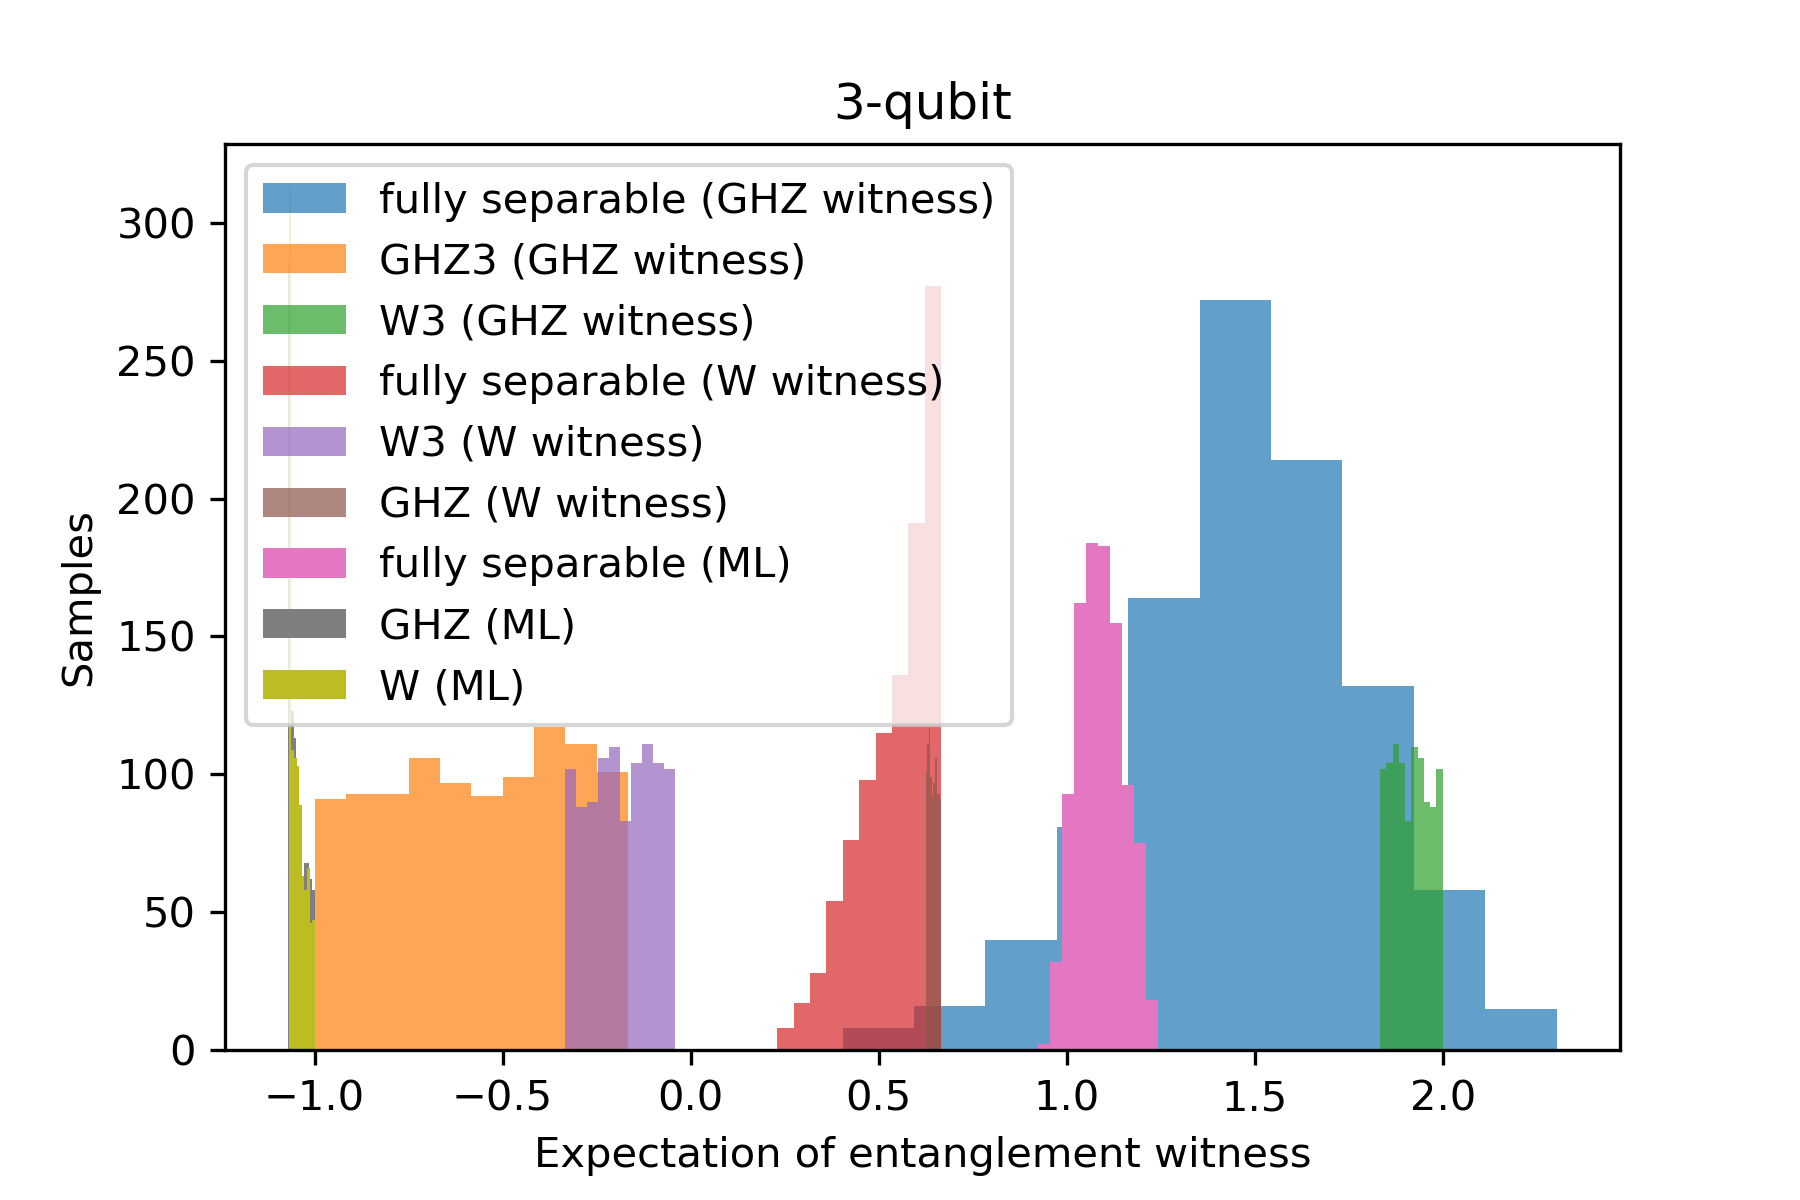 3-qubit
fully separable (GHZ witness)
GHZ3 (GHZ witness)
W3 (GHZ witness)
fully separable (W witness)
W3 (W witness)
GHZ (W witness)
fully separable (ML)
GHZ (ML)
W (ML)
Samples
300
250
200
150
100
50
0
−1.0 −0.5 0.0 0.5 1.0 1.5 2.0
Expectation of entanglement witness